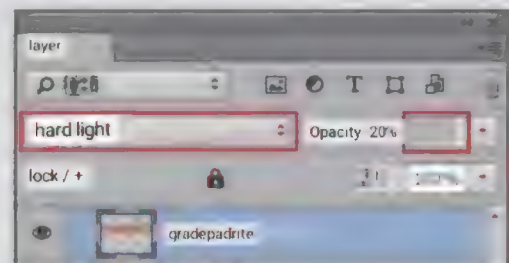 layer
T
hard light Opacity 20%
lock / +
gradepadrite